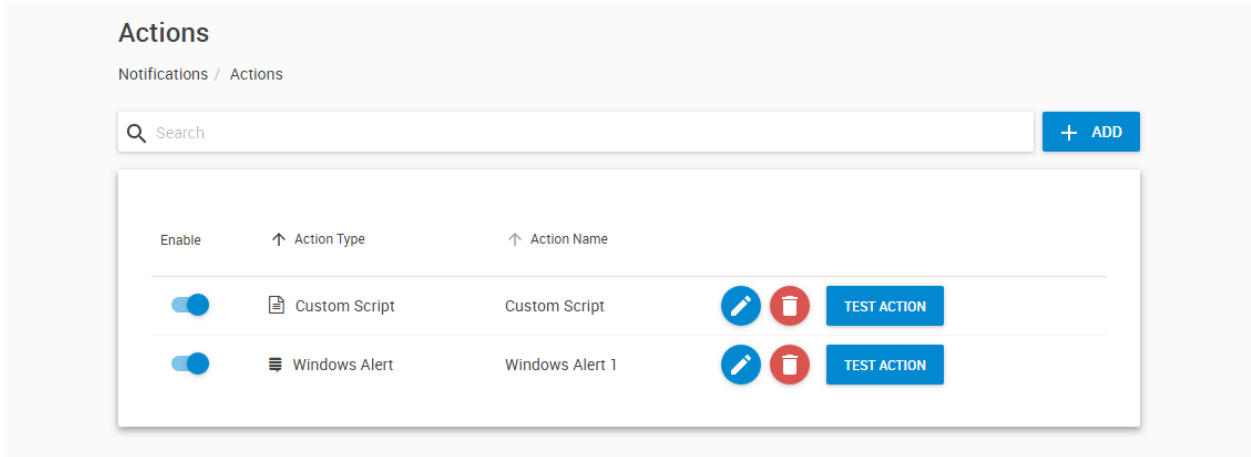 Actions
Notifications / Actions
Search
+ ADD
Enable Action Type Action Name
Custom Script Custom Script TEST ACTION
Windows Alert Windows Alert 1 TEST ACTION